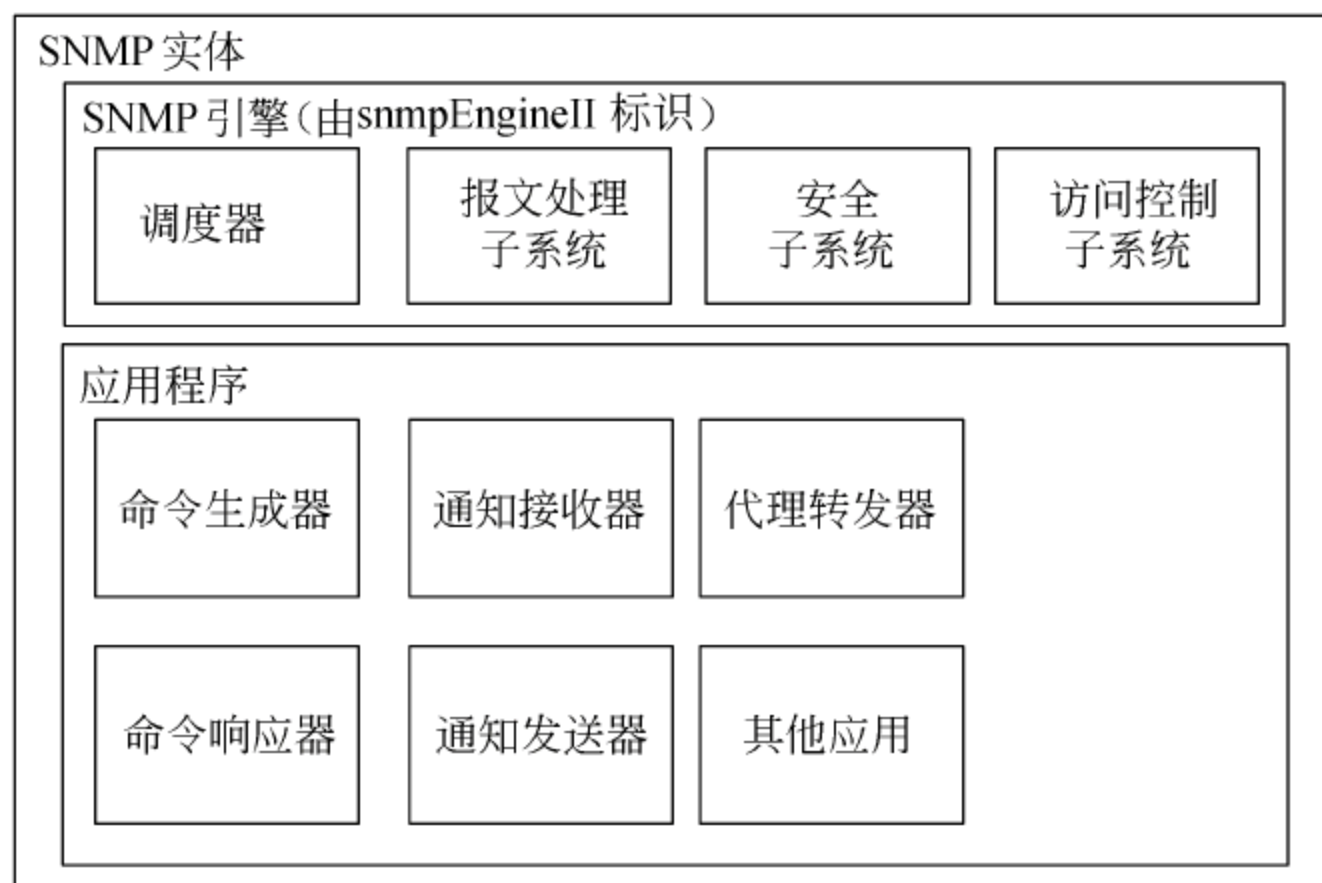 SNMP 实体
SNMP 引擎（由snmpEngineII 标识）
调度器
报文处理
子系统
安全
子系统
访问控制
子系统
应用程序
命令生成器
通知接收器
代理转发器
命令响应器
通知发送器
其他应用